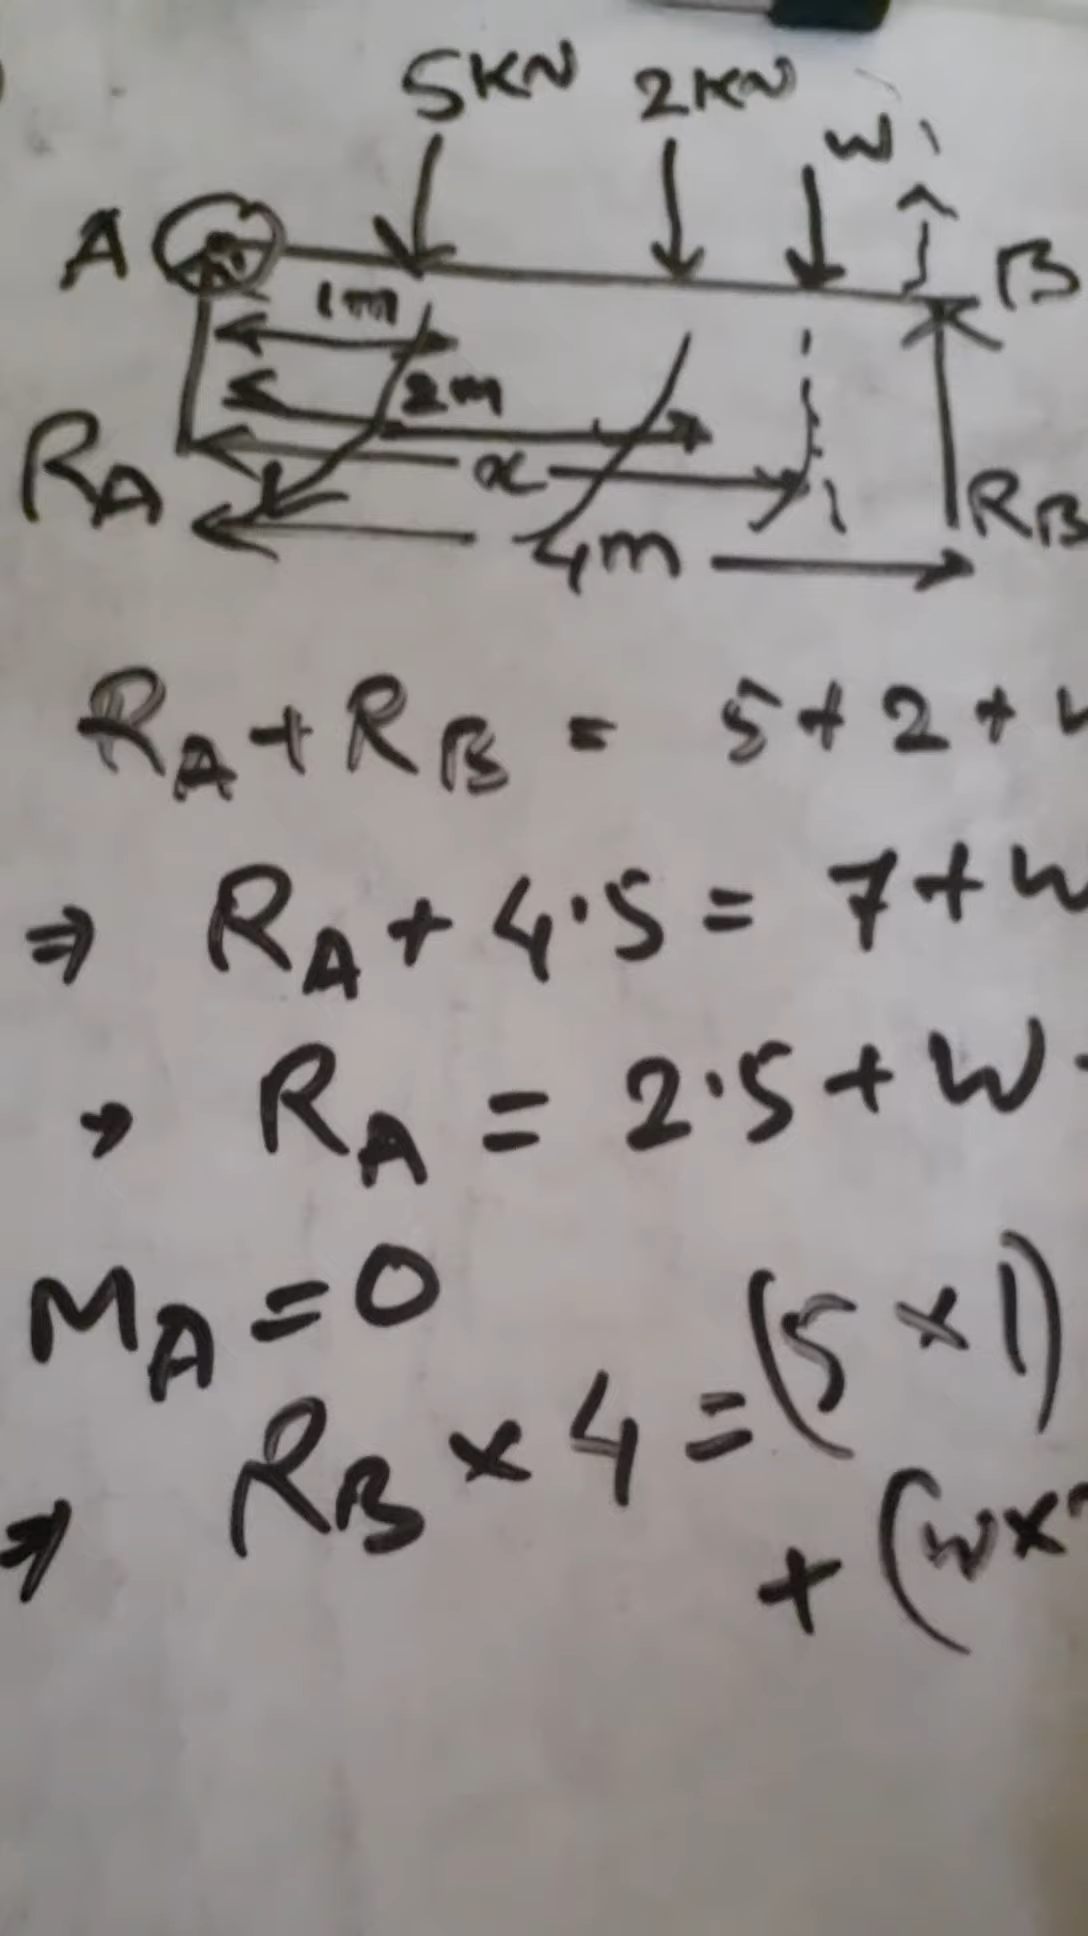 5KN 2KN
W
A B
1m
2m
x
RA RB
4m
RA + RB = 5 + 2 +
⇒ RA + 4.5 = 7 + W
RA = 2.5 + W
MA = 0
⇒ RB × 4 = (5 × 1)
+ (W×